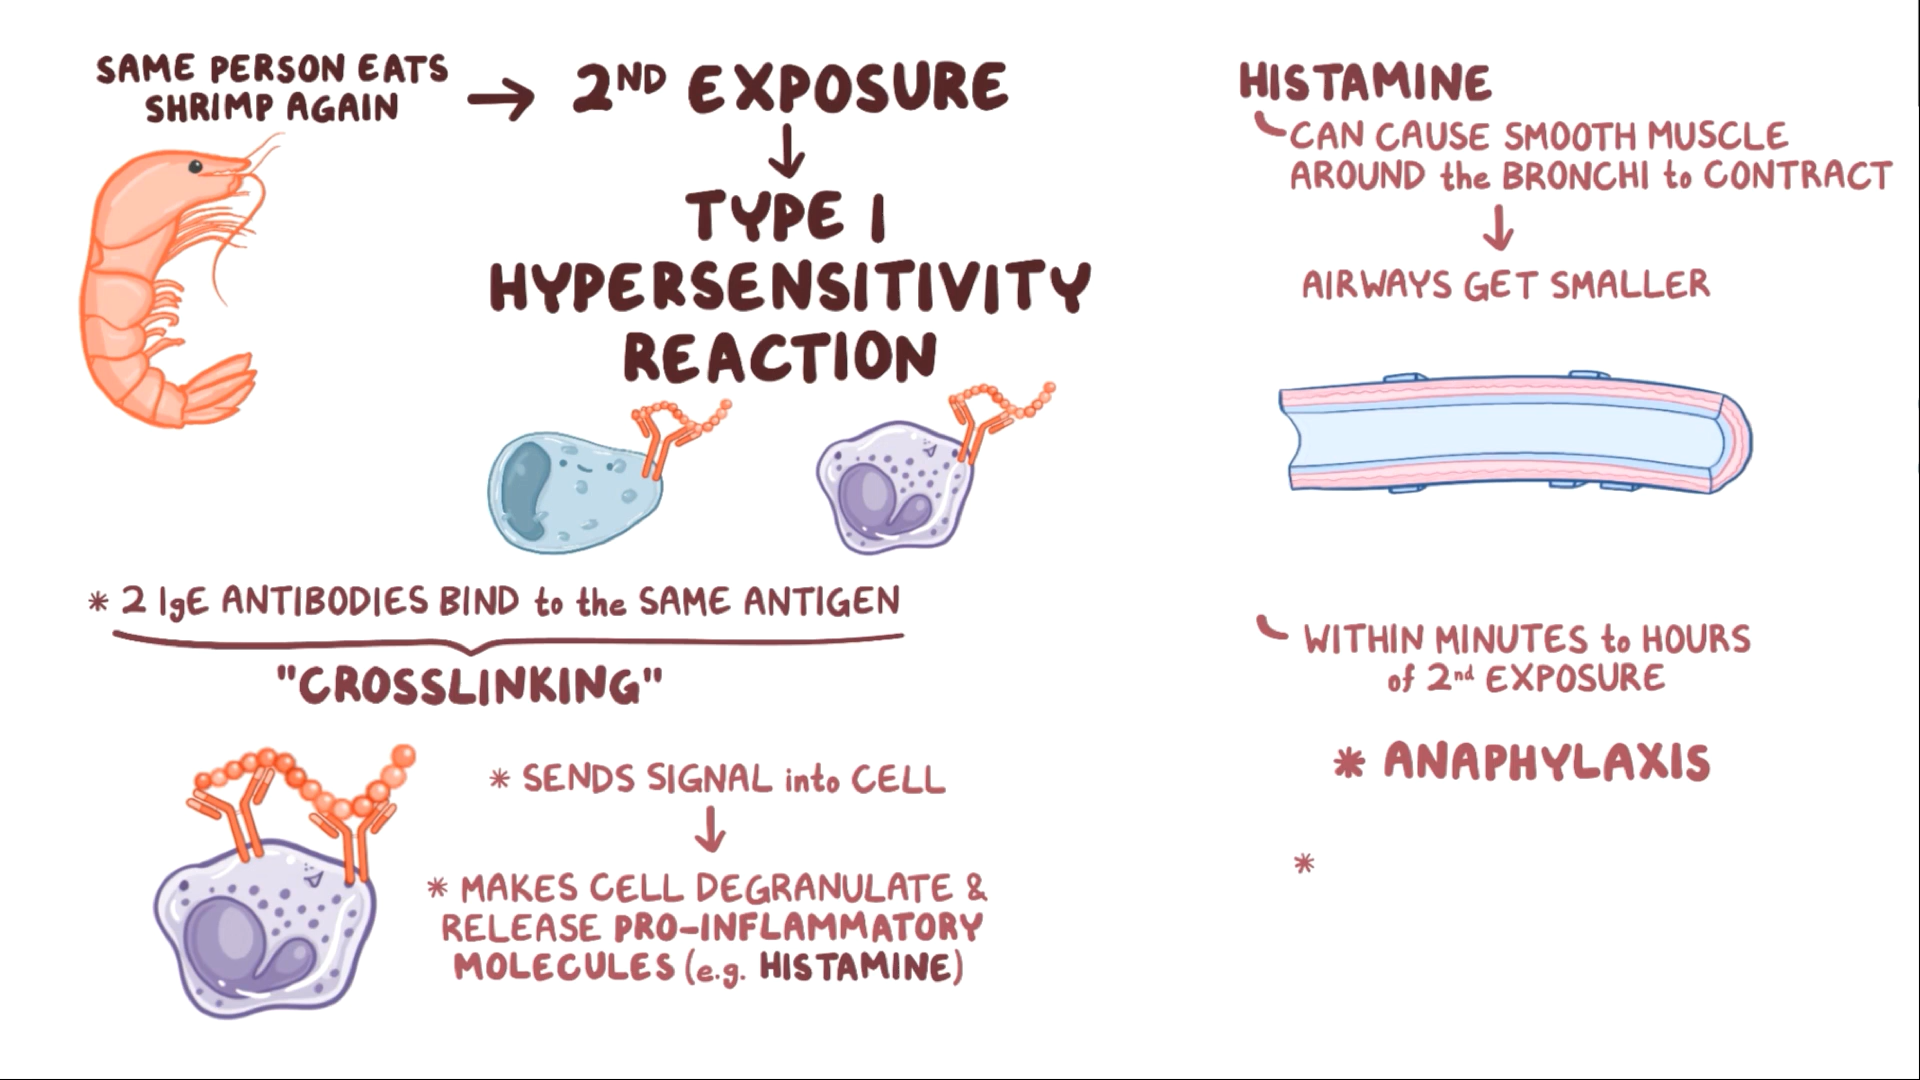 SAME PERSON EATS
SHRIMP AGAIN
→ 2ND EXPOSURE
↓
TYPE I
HYPERSENSITIVITY
REACTION
* 2 IgE ANTIBODIES BIND to the SAME ANTIGEN
"CROSSLINKING"
* SENDS SIGNAL into CELL
↓
* MAKES CELL DEGRANULATE &
RELEASE PRO-INFLAMMATORY
MOLECULES (e.g. HISTAMINE)
HISTAMINE
CAN CAUSE SMOOTH MUSCLE
AROUND the BRONCHI to CONTRACT
↓
AIRWAYS GET SMALLER
WITHIN MINUTES to HOURS
of 2nd EXPOSURE
* ANAPHYLAXIS
*